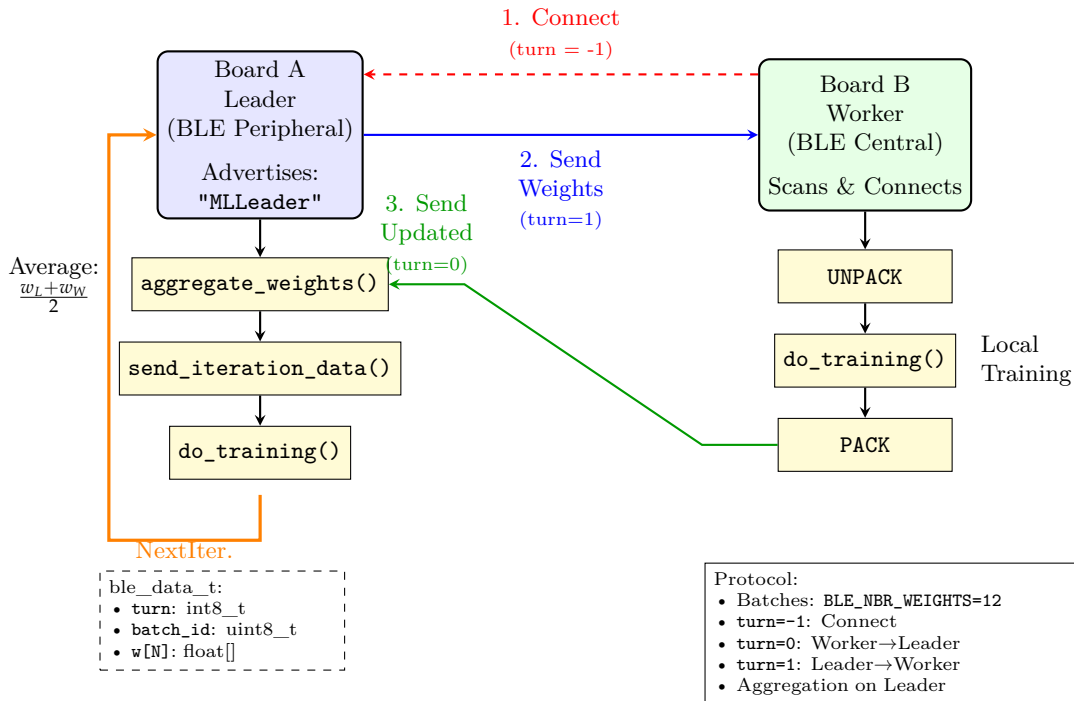 1. Connect
(turn = -1)
Board A
Leader
(BLE Peripheral)
Advertises:
"MLLeader"
Board B
Worker
(BLE Central)
Scans & Connects
2. Send
Weights
(turn=1)
3. Send
Updated
(turn=0)
Average:
w_L+w_W
2
aggregate_weights()
send_iteration_data()
do_training()
UNPACK
do_training()
PACK
Local
Training
NextIter.
ble_data_t:
• turn: int8_t
• batch_id: uint8_t
• w[N]: float[]
Protocol:
• Batches: BLE_NBR_WEIGHTS=12
• turn=-1: Connect
• turn=0: Worker→Leader
• turn=1: Leader→Worker
• Aggregation on Leader